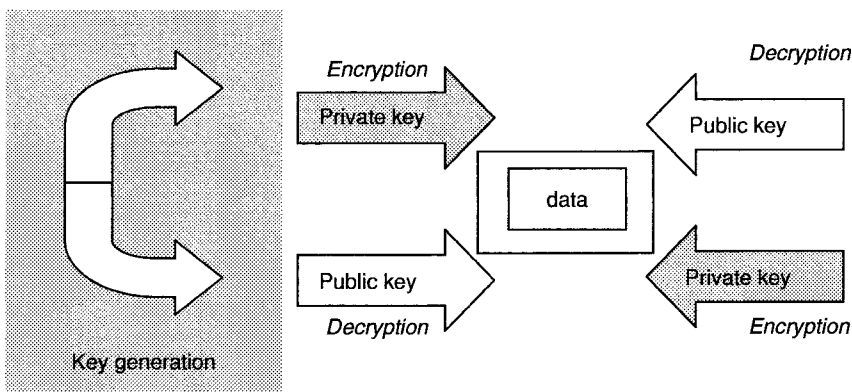 Encryption
Decryption
Private key
Public key
data
Public key
Private key
Decryption
Encryption
Key generation